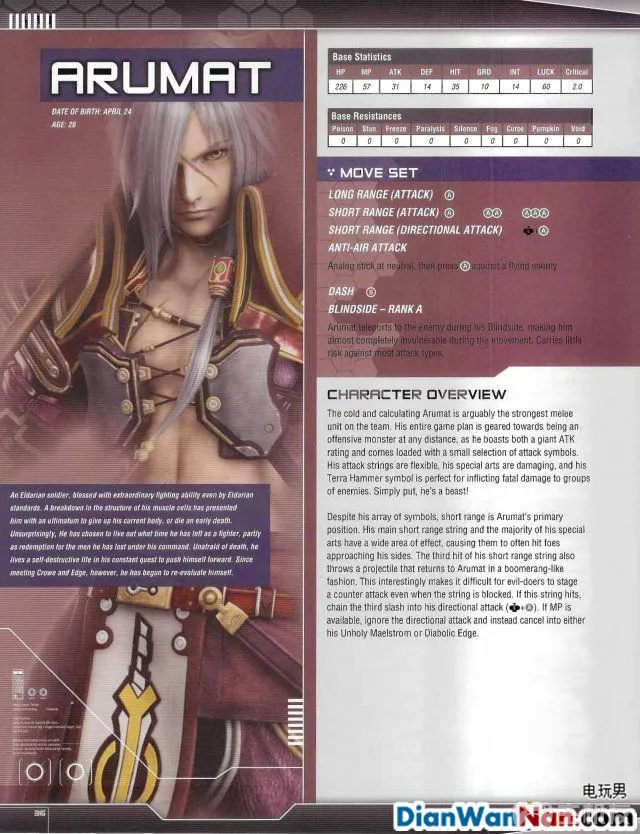 ARUMAT
DATE OF BIRTH: APRIL 24
AGE: 26
An Eldarian soldier, blessed with extraordinary fighting ability even by Eldarian
standards. A breakdown in the structure of his muscle cells has presented
him with an ultimatum to give up his current body, or die an early death.
Unsurprisingly, He has chosen to live out what time he has left as a fighter, partly
as redemption for the men he has lost under his command. Unafraid of death, he
lives a self-destructive life in his constant quest to push himself forward. Since
meeting Crowe and Edge, however, he has begun to re-evaluate himself.
Base Statistics
HP MP ATK DEF HIT GRD INT LUCK Critical
226 57 31 14 35 10 14 60 2.0
Base Resistances
Poison Stun Freeze Paralysis Silence Fog Curse Pumpkin Void
0 0 0 0 0 0 0 0 0
MOVE SET
LONG RANGE (ATTACK) A
SHORT RANGE (ATTACK) A AA AAA
SHORT RANGE (DIRECTIONAL ATTACK) +A
ANTI-AIR ATTACK
Analog stick at neutral, then press A against a flying enemy
DASH S
BLINDSIDE – RANK A
Arumat teleports to the enemy during his Blindside, making him
almost completely invulnerable during the movement. Carries little
risk against most attack types.
CHARACTER OVERVIEW
The cold and calculating Arumat is arguably the strongest melee
unit on the team. His entire game plan is geared towards being an
offensive monster at any distance, as he boasts both a giant ATK
rating and comes loaded with a small selection of attack symbols.
His attack strings are flexible, his special arts are damaging, and his
Terra Hammer symbol is perfect for inflicting fatal damage to groups
of enemies. Simply put, he's a beast!
Despite his array of symbols, short range is Arumat's primary
position. His main short range string and the majority of his special
arts have a wide area of effect, causing them to often hit foes
approaching his sides. The third hit of his short range string also
throws a projectile that returns to Arumat in a boomerang-like
fashion. This interestingly makes it difficult for evil-doers to stage
a counter attack even when the string is blocked. If this string hits,
chain the third slash into his directional attack (+A). If MP is
available, ignore the directional attack and instead cancel into either
his Unholy Maelstrom or Diabolic Edge.
36
电玩男
DianWanNan.com